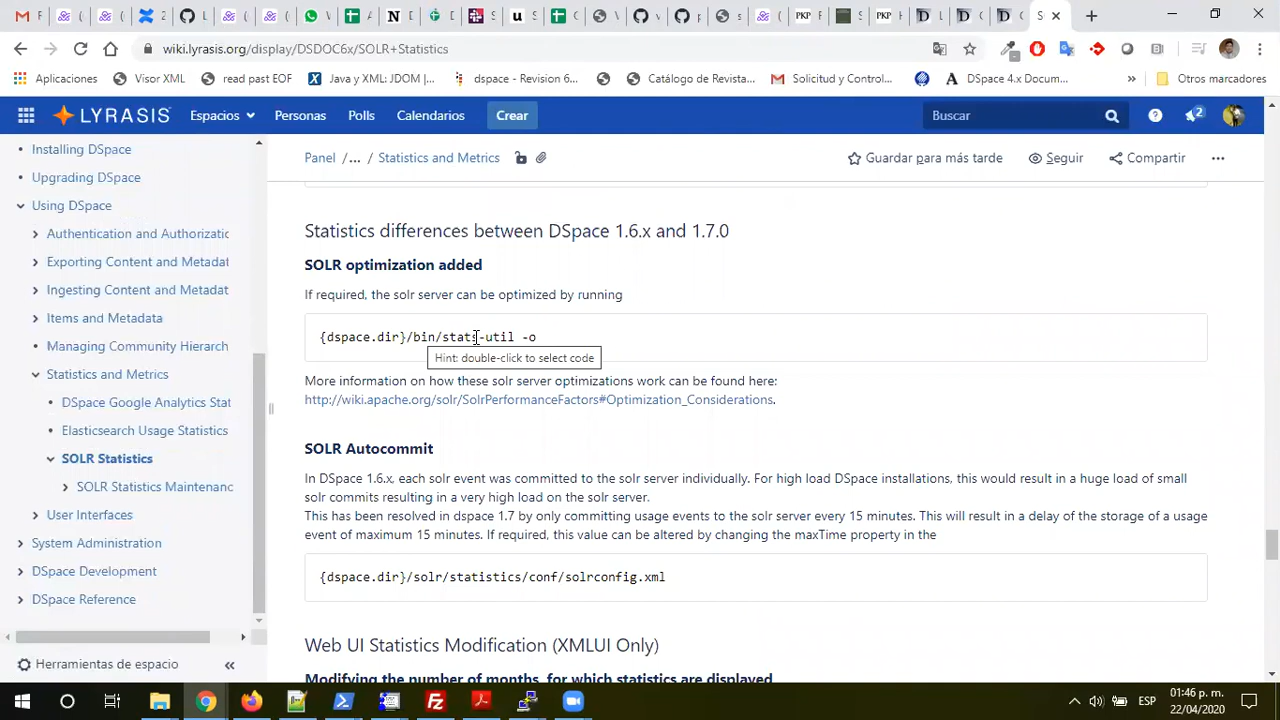 wiki.lyrasis.org/display/DSDOC6x/SOLR+Statistics
Aplicaciones
Visor XML
read past EOF
Java y XML: JDOM |...
dspace - Revision 6...
Catálogo de Revista...
Solicitud y Control...
DSpace 4.x Docum...
»
Otros marcadores
LYRASIS
Espacios
Personas
Polls
Calendarios
Crear
Buscar
2
Installing DSpace
Upgrading DSpace
Using DSpace
Authentication and Authorizatic
Exporting Content and Metadat
Ingesting Content and Metadat
Items and Metadata
Managing Community Hierarch
Statistics and Metrics
DSpace Google Analytics Stat
Elasticsearch Usage Statistics
SOLR Statistics
SOLR Statistics Maintenanc
User Interfaces
System Administration
DSpace Development
DSpace Reference
Herramientas de espacio
Panel /... / Statistics and Metrics
Guardar para más tarde
Seguir
Compartir
Statistics differences between DSpace 1.6.x and 1.7.0
SOLR optimization added
If required, the solr server can be optimized by running
{dspace.dir}/bin/stats-util -o
Hint: double-click to select code
More information on how these solr server optimizations work can be found here:
http://wiki.apache.org/solr/SolrPerformanceFactors#Optimization_Considerations.
SOLR Autocommit
In DSpace 1.6.x, each solr event was committed to the solr server individually. For high load DSpace installations, this would result in a huge load of small
solr commits resulting in a very high load on the solr server.
This has been resolved in dspace 1.7 by only committing usage events to the solr server every 15 minutes. This will result in a delay of the storage of a usage
event of maximum 15 minutes. If required, this value can be altered by changing the maxTime property in the
{dspace.dir}/solr/statistics/conf/solrconfig.xml
Web UI Statistics Modification (XMLUI Only)
Modifying the number of months, for which statistics are displayed
ESP
01:46 p. m.
22/04/2020